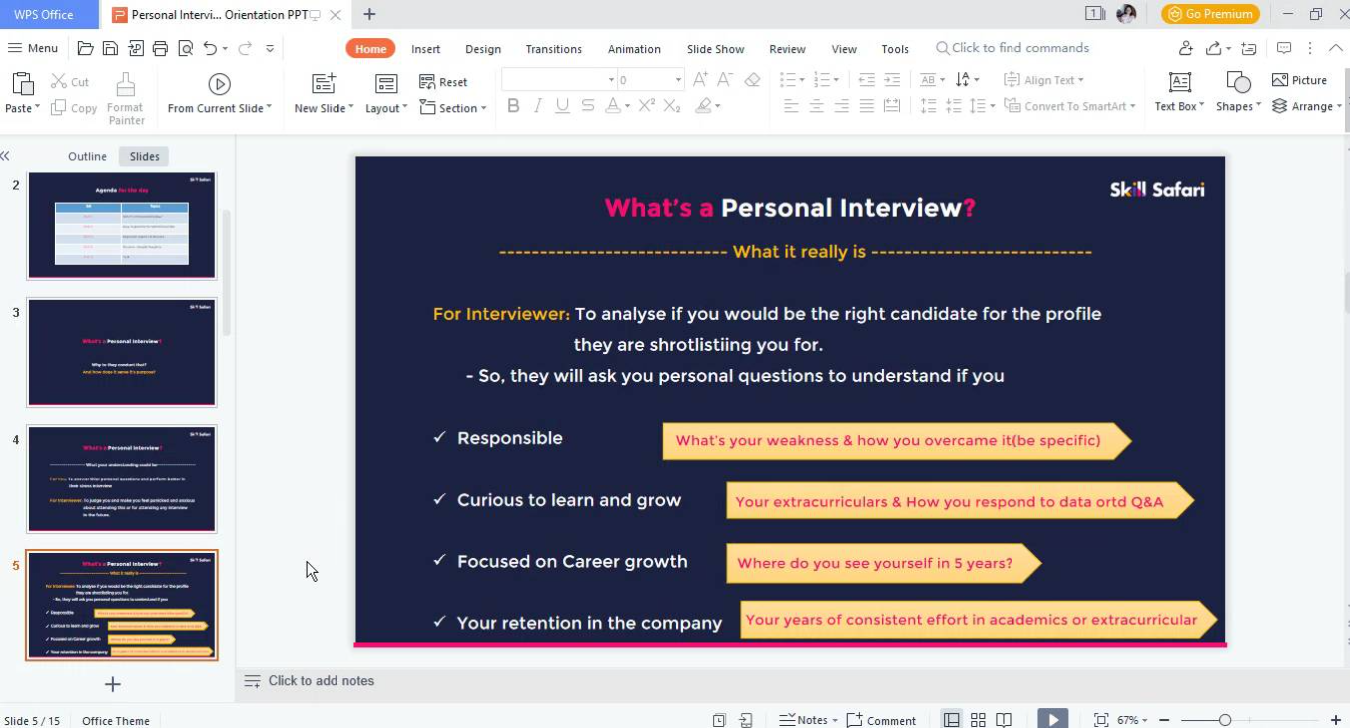 WPS Office
Personal Intervi... Orientation PPT
1
Go Premium
Menu
Home
Insert
Design
Transitions
Animation
Slide Show
Review
View
Tools
Click to find commands
Paste
Cut
Copy
Format
Painter
From Current Slide
New Slide
Layout
Reset
Section
0
B I U S A X² X₂
AB
Align Text
Convert To SmartArt
Text Box
Shapes
Picture
Arrange
Outline
Slides
2
Skill Safari
Agenda for the day
3
Skill Safari
What's a Personal Interview?
Why to they conduct that?
And how does it serve it's purpose?
4
Skill Safari
What's a Personal Interview?
What your understanding could be
For You: To answer
personal questions and perform better in
their stress interview
For Interviewer: To judge you and make you feel panicked and anxious
about attending this or for attending any interview
in the future.
5
Skill Safari
What's a Personal Interview?
What it really is
For Interviewer: To analyse if you would be the right candidate for the profile
they are shrotlistiing you for.
- So, they will ask you personal questions to understand if you
✓ Responsible
✓ Curious to learn and grow
✓ Focused on Career growth
✓ Your retention in the company
Skill Safari
What's a Personal Interview?
--------------------------- What it really is ---------------------------
For Interviewer: To analyse if you would be the right candidate for the profile
they are shrotlistiing you for.
- So, they will ask you personal questions to understand if you
✓ Responsible
What's your weakness & how you overcame it(be specific)
✓ Curious to learn and grow
Your extracurriculars & How you respond to data ortd Q&A
✓ Focused on Career growth
Where do you see yourself in 5 years?
✓ Your retention in the company
Your years of consistent effort in academics or extracurricular
Click to add notes
Slide 5 / 15
Office Theme
Notes
Comment
67%